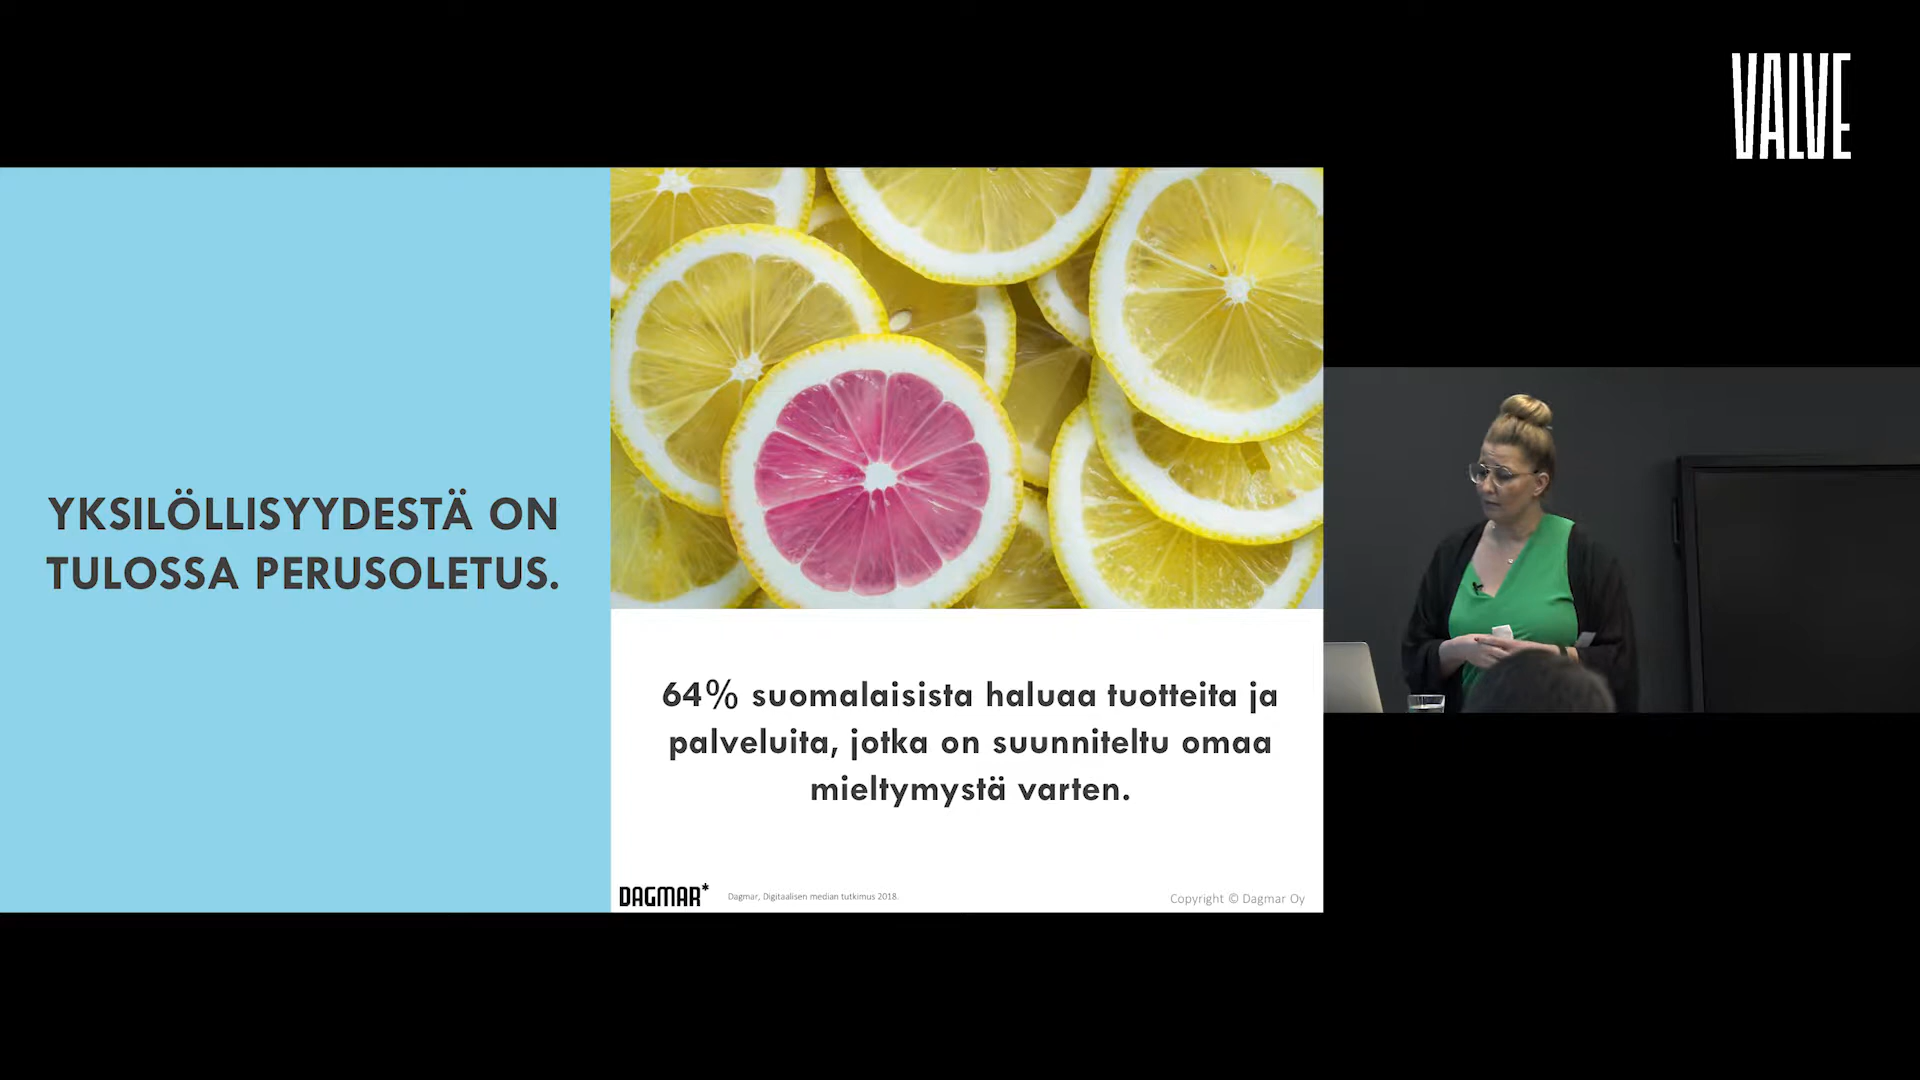 VALVE
YKSILÖLLISYYDESTÄ ON
TULOSSA PERUSOLETUS.
64% suomalaisista haluaa tuotteita ja
palveluita, jotka on suunniteltu omaa
mieltymystä varten.
DAGMAR*
Dagmar, Digitaalisen median tutkimus 2018.
Copyright © Dagmar Oy